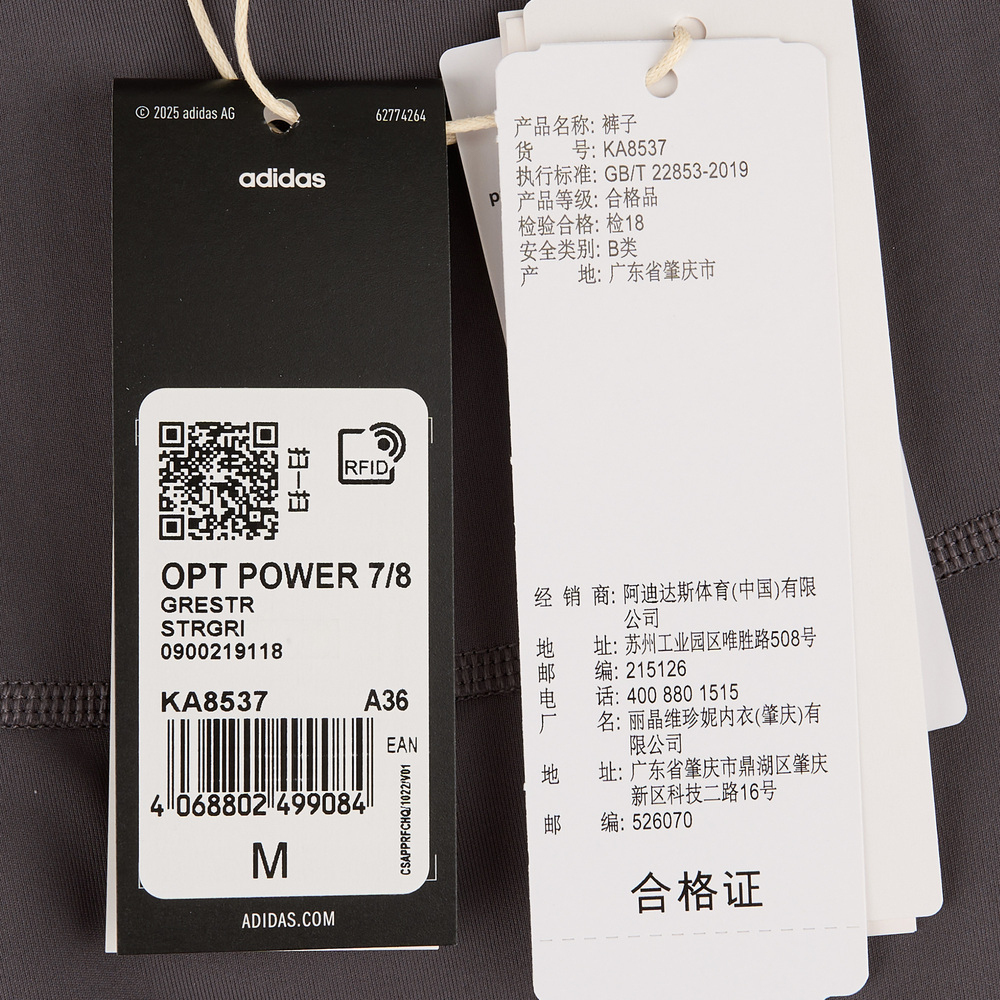 © 2025 adidas AG
62774264
adidas
扫一扫
RFID
OPT POWER 7/8
GRESTR
STRGRI
0900219118
KA8537 A36
EAN
4 068802 499084
CSAPPRFCHQ/1022/V01
M
ADIDAS.COM
p
产品名称: 裤子
货 号: KA8537
执行标准: GB/T 22853-2019
产品等级: 合格品
检验合格: 检18
安全类别: B类
产 地: 广东省肇庆市
经 销 商: 阿迪达斯体育(中国)有限
公司
地 址: 苏州工业园区唯胜路508号
邮 编: 215126
电 话: 400 880 1515
厂 名: 丽晶维珍妮内衣(肇庆)有
限公司
地 址: 广东省肇庆市鼎湖区肇庆
新区科技二路16号
邮 编: 526070
合格证